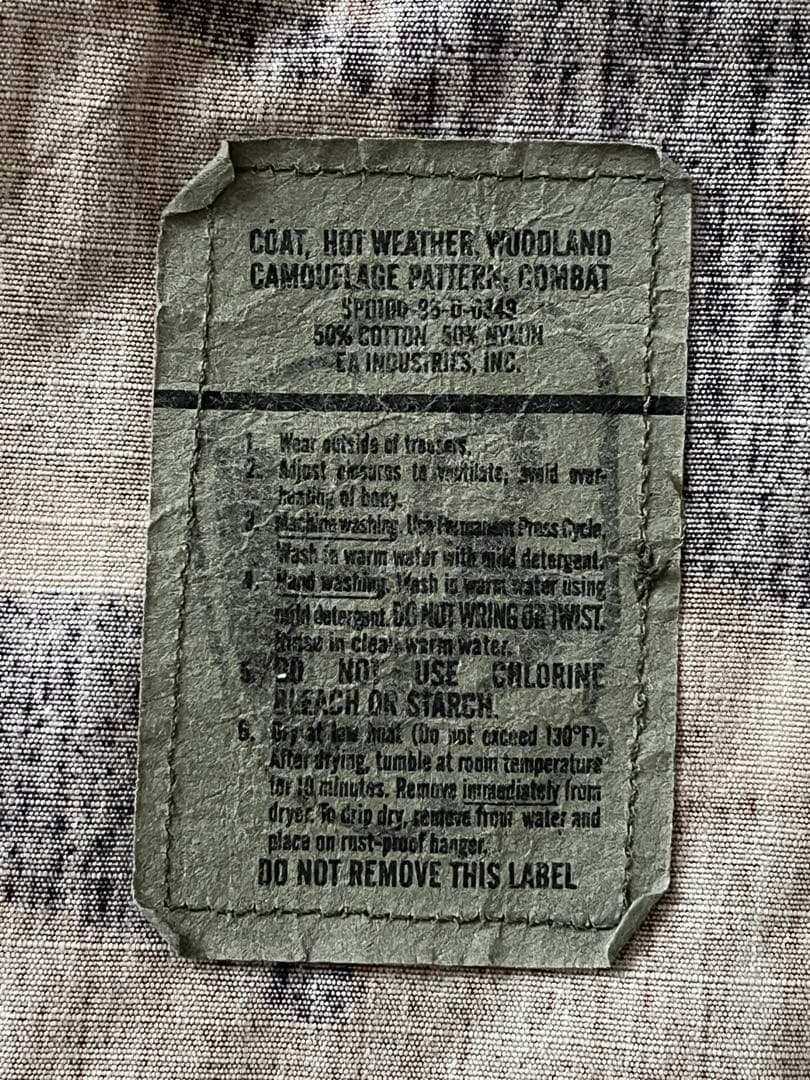 COAT, HOT WEATHER, WOODLAND
CAMOUFLAGE PATTERN, COMBAT
SP0100-95-D-0349
50% COTTON 50% NYLON
EA INDUSTRIES, INC.
1. Wear outside of trousers.
2. Adjust closures to ventilate; avoid over-
heating of body.
3. Machine washing. Use Permanent Press Cycle.
Wash in warm water with mild detergent.
4. Hand washing. Wash in warm water using
mild detergent. DO NOT WRING OR TWIST.
Rinse in clean warm water.
5. DO NOT USE CHLORINE
BLEACH OR STARCH.
6. Dry at low heat (Do not exceed 130°F).
After drying, tumble at room temperature
for 10 minutes. Remove immediately from
dryer. To drip dry, remove from water and
place on rust-proof hanger.
DO NOT REMOVE THIS LABEL